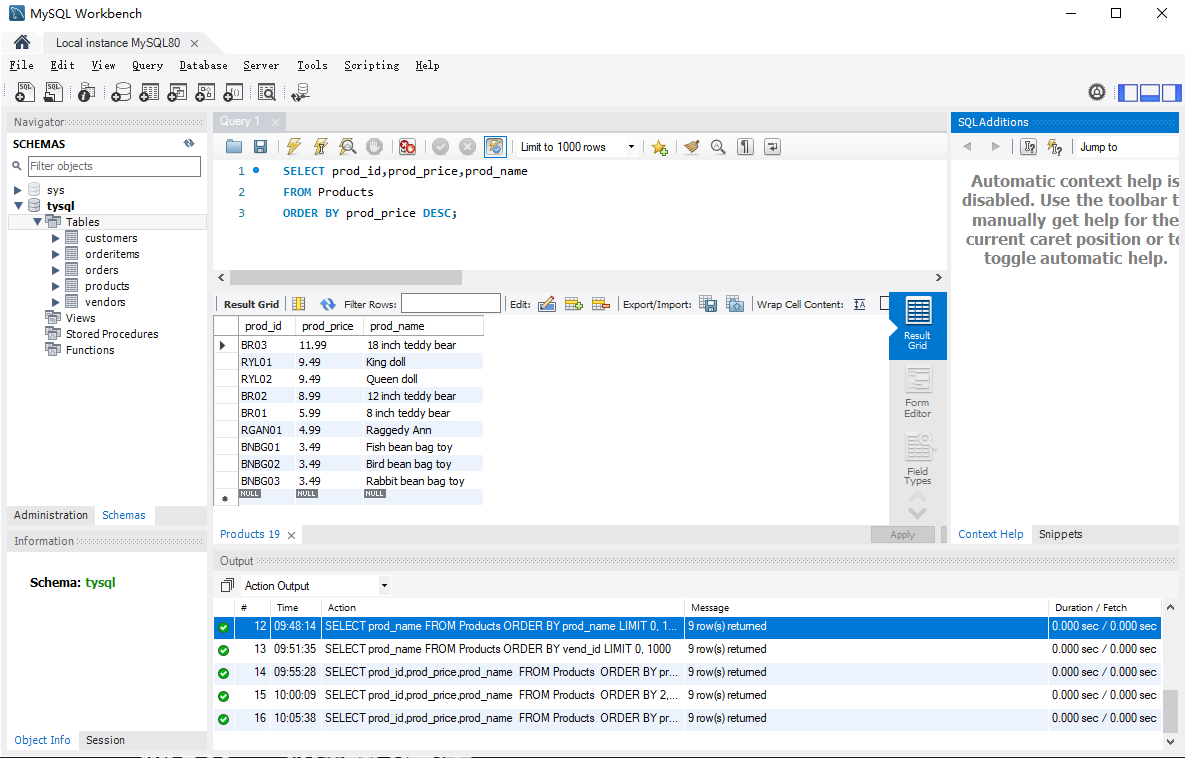 MySQL Workbench
Local instance MySQL80
File Edit View Query Database Server Tools Scripting Help
Navigator
SCHEMAS
Filter objects
sys
tysql
Tables
customers
orderitems
orders
products
vendors
Views
Stored Procedures
Functions
Administration Schemas
Information
Schema: tysql
Object Info Session
Query 1
Limit to 1000 rows
1 SELECT prod_id,prod_price,prod_name
2 FROM Products
3 ORDER BY prod_price DESC;
Result Grid Filter Rows: Edit: Export/Import: Wrap Cell Content:
prod_id prod_price prod_name
BR03 11.99 18 inch teddy bear
RYL01 9.49 King doll
RYL02 9.49 Queen doll
BR02 8.99 12 inch teddy bear
BR01 5.99 8 inch teddy bear
RGAN01 4.99 Raggedy Ann
BNBG01 3.49 Fish bean bag toy
BNBG02 3.49 Bird bean bag toy
BNBG03 3.49 Rabbit bean bag toy
NULL NULL NULL
Result
Grid
Form
Editor
Field
Types
Products 19
Apply
SQLAdditions
Jump to
Automatic context help is
disabled. Use the toolbar t
manually get help for the
current caret position or to
toggle automatic help.
Context Help Snippets
Output
Action Output
# Time Action Message Duration / Fetch
12 09:48:14 SELECT prod_name FROM Products ORDER BY prod_name LIMIT 0, 1... 9 row(s) returned 0.000 sec / 0.000 sec
13 09:51:35 SELECT prod_name FROM Products ORDER BY vend_id LIMIT 0, 1000 9 row(s) returned 0.000 sec / 0.000 sec
14 09:55:28 SELECT prod_id,prod_price,prod_name FROM Products ORDER BY pr... 9 row(s) returned 0.000 sec / 0.000 sec
15 10:00:09 SELECT prod_id,prod_price,prod_name FROM Products ORDER BY 2,... 9 row(s) returned 0.000 sec / 0.000 sec
16 10:05:38 SELECT prod_id,prod_price,prod_name FROM Products ORDER BY pr... 9 row(s) returned 0.000 sec / 0.000 sec